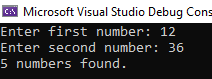 Microsoft Visual Studio Debug Cons
Enter first number: 12
Enter second number: 36
5 numbers found.